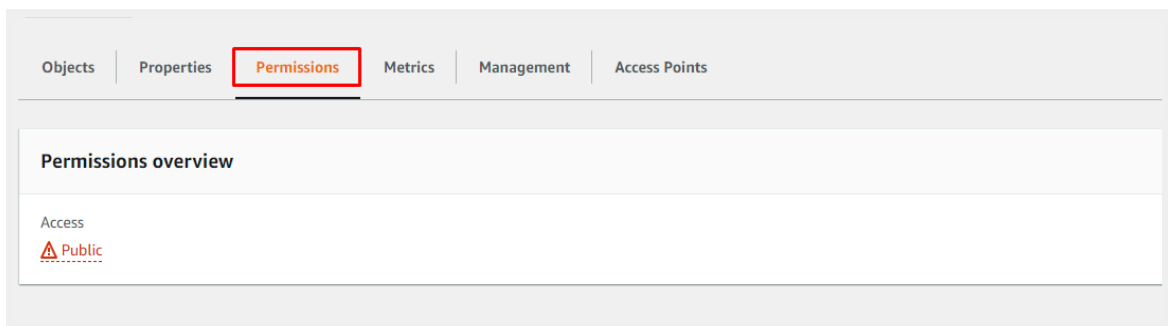 Objects Properties Permissions Metrics Management Access Points
Permissions overview
Access
Public